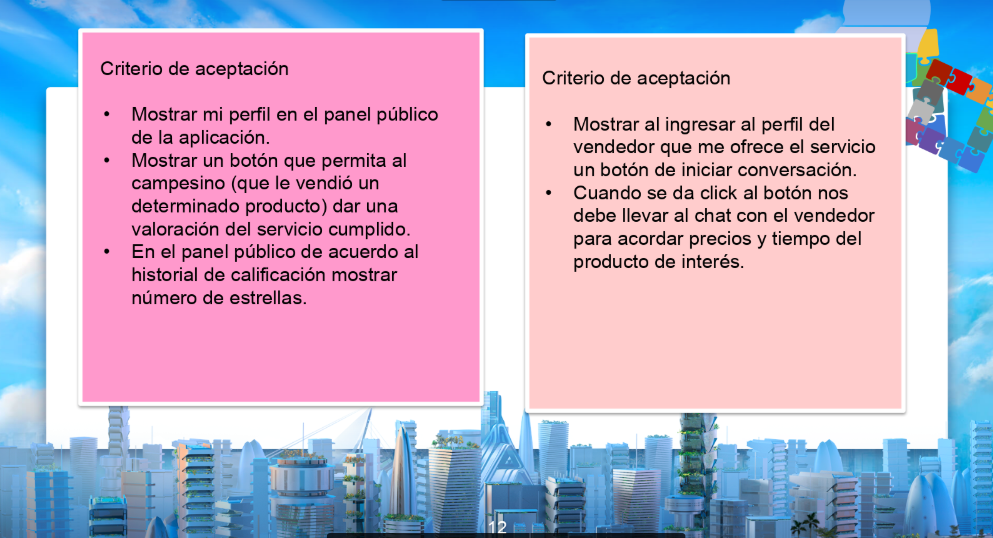 Criterio de aceptación
• Mostrar mi perfil en el panel público
de la aplicación.
• Mostrar un botón que permita al
campesino (que le vendió un
determinado producto) dar una
valoración del servicio cumplido.
• En el panel público de acuerdo al
historial de calificación mostrar
número de estrellas.
Criterio de aceptación
• Mostrar al ingresar al perfil del
vendedor que me ofrece el servicio
un botón de iniciar conversación.
• Cuando se da click al botón nos
debe llevar al chat con el vendedor
para acordar precios y tiempo del
producto de interés.
12